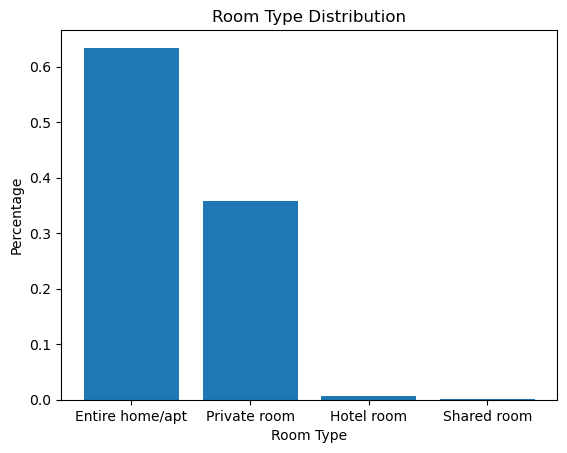 Room Type Distribution
Percentage
0.6
0.5
0.4
0.3
0.2
0.1
0.0
Entire home/apt Private room Hotel room Shared room
Room Type